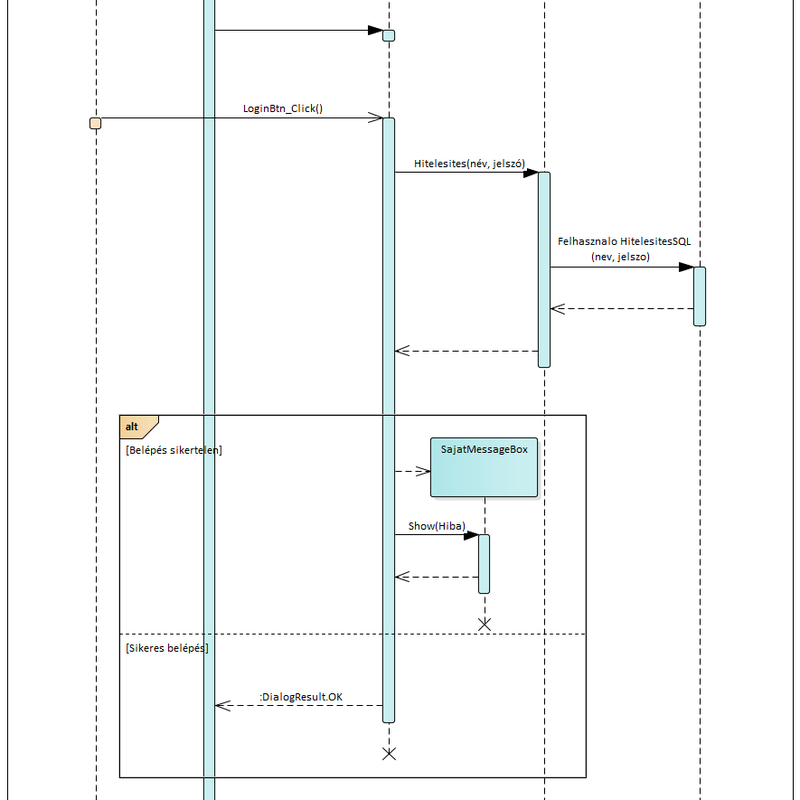 LoginBtn_Click()
Hitelesites(név, jelszó)
Felhasznalo HitelesitesSQL
(nev, jelszo)
alt
[Belépés sikertelen]
SajatMessageBox
Show(Hiba)
[Sikeres belépés]
:DialogResult.OK